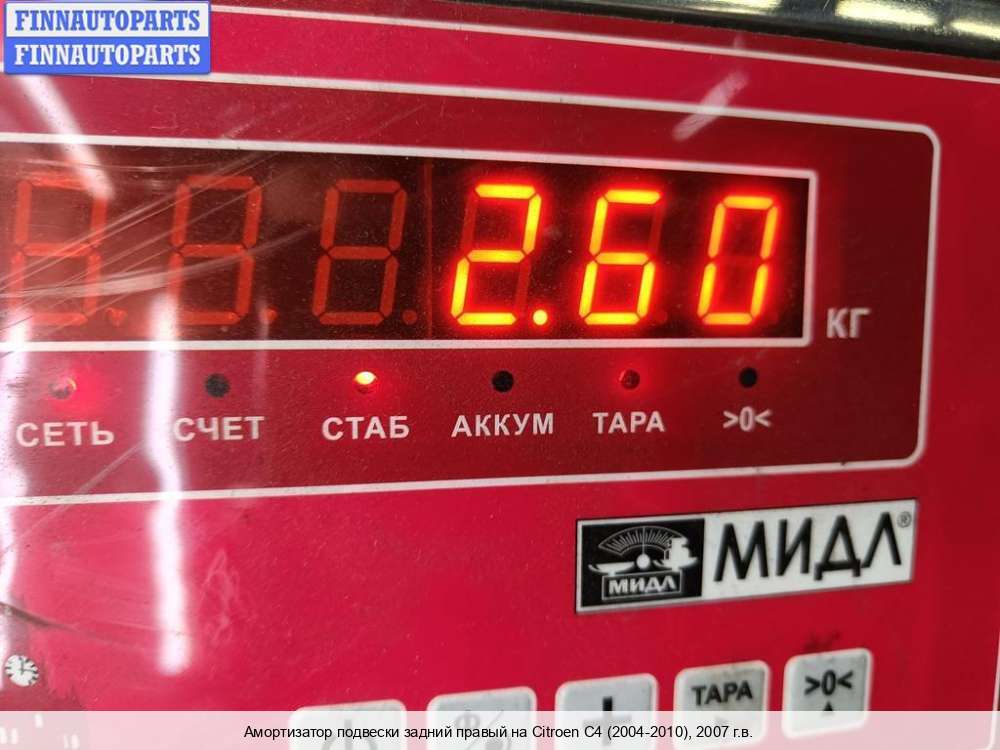 FINNAUTOPARTS
FINNAUTOPARTS
2.60
КГ
СЕТЬ СЧЕТ СТАБ АККУМ ТАРА >0<
МИДЛ МИДЛ®
+ ТАРА >0<
Амортизатор подвески задний правый на Citroen C4 (2004-2010), 2007 г.в.